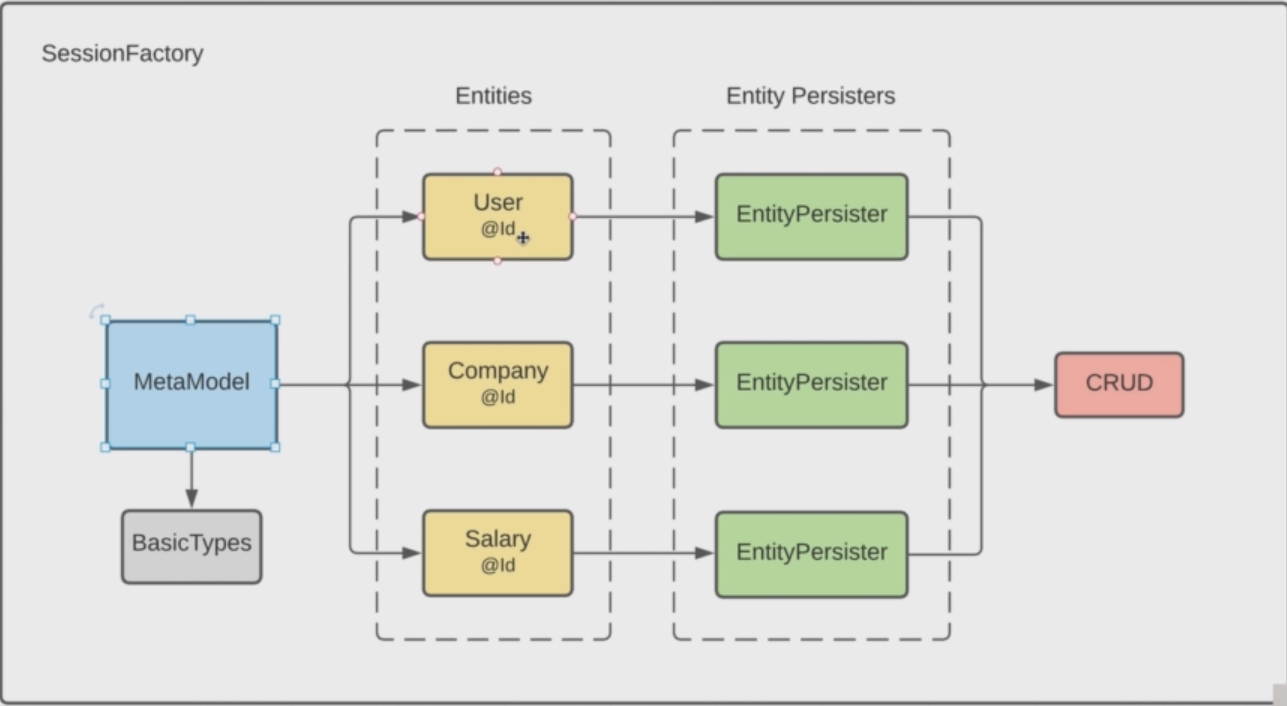 SessionFactory
Entities
Entity Persisters
User
@Id
EntityPersister
MetaModel
Company
@Id
EntityPersister
CRUD
BasicTypes
Salary
@Id
EntityPersister